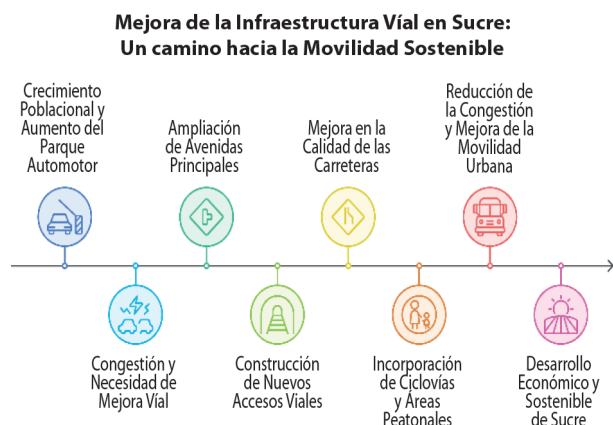 Mejora de la Infraestructura Víal en Sucre:
Un camino hacia la Movilidad Sostenible
Crecimiento
Poblacional y
Aumento del
Parque
Automotor
Congestión y
Necesidad de
Mejora Víal
Ampliación
de Avenidas
Principales
Construcción
de Nuevos
Accesos Viales
Mejora en la
Calidad de las
Carreteras
Incorporación
de Ciclovías
y Áreas
Peatonales
Reducción de
la Congestión
y Mejora de la
Movilidad
Urbana
Desarrollo
Económico y
Sostenible
de Sucre